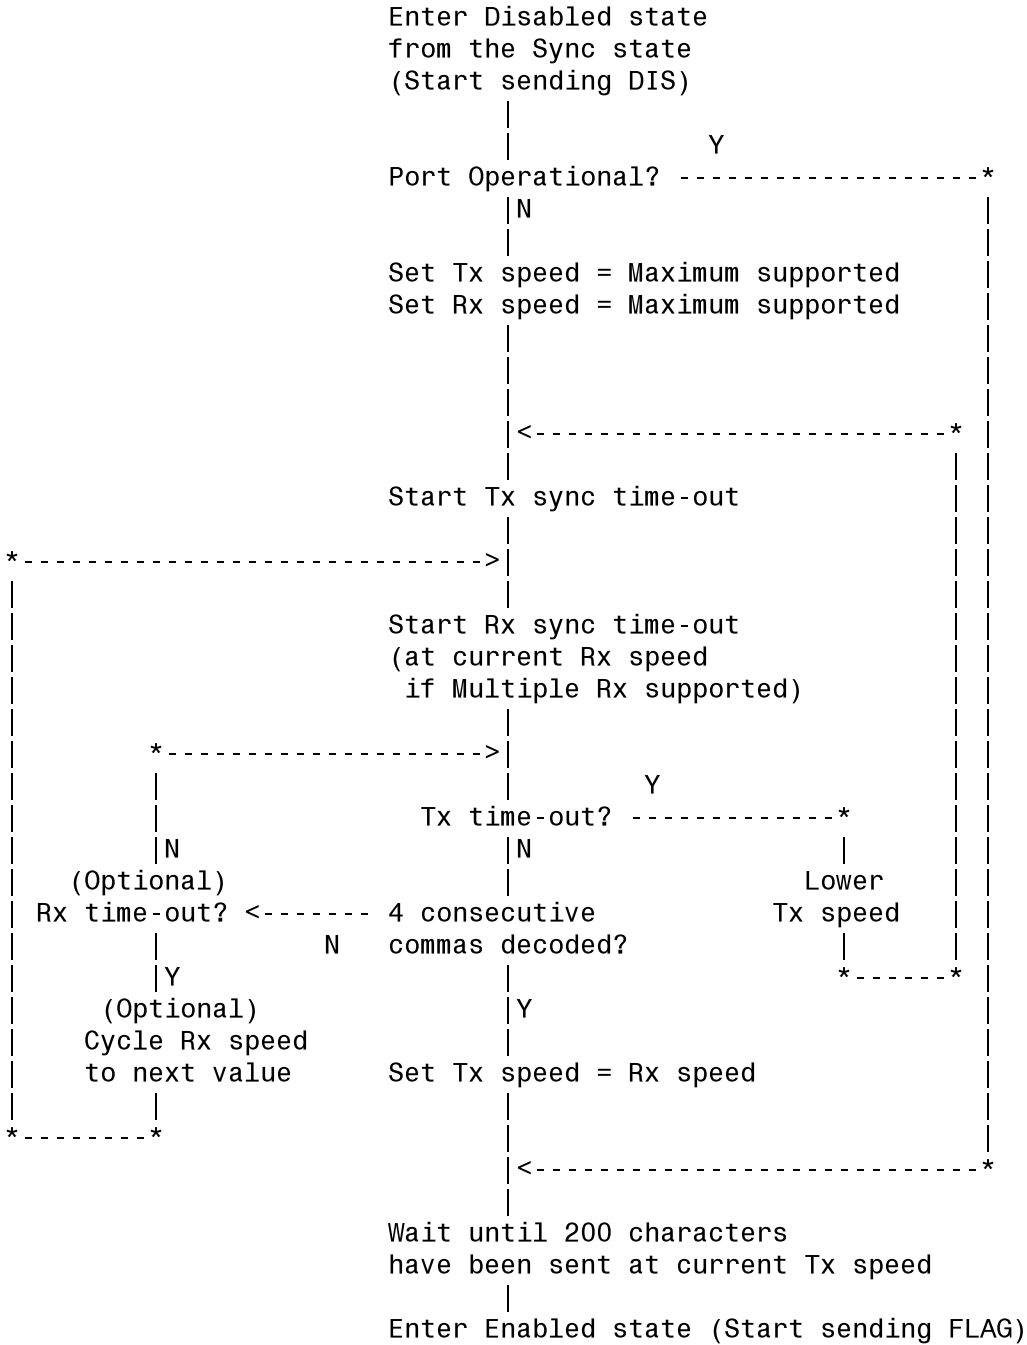 Enter Disabled state
from the Sync state
(Start sending DIS)
Y
Port Operational? -------------------*
N
Set Tx speed = Maximum supported
Set Rx speed = Maximum supported
<--------------------------*
Start Tx sync time-out
*----------------------------->
Start Rx sync time-out
(at current Rx speed
if Multiple Rx supported)
*-------------------->
Y
Tx time-out? -------------*
N N
(Optional) Lower
Rx time-out? <------- 4 consecutive Tx speed
N commas decoded?
Y *------*
(Optional) Y
Cycle Rx speed
to next value Set Tx speed = Rx speed
*--------*
<----------------------------*
Wait until 200 characters
have been sent at current Tx speed
Enter Enabled state (Start sending FLAG)